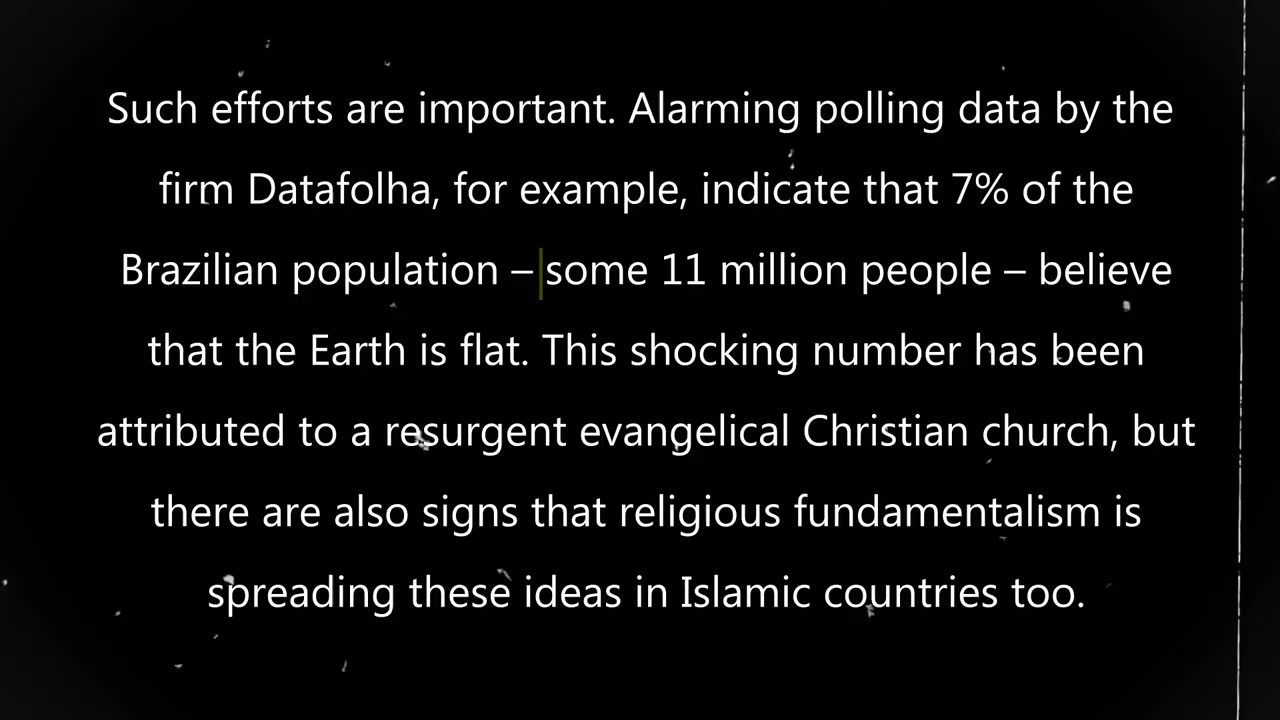 Such efforts are important. Alarming polling data by the
firm Datafolha, for example, indicate that 7% of the
Brazilian population – some 11 million people – believe
that the Earth is flat. This shocking number has been
attributed to a resurgent evangelical Christian church, but
there are also signs that religious fundamentalism is
spreading these ideas in Islamic countries too.